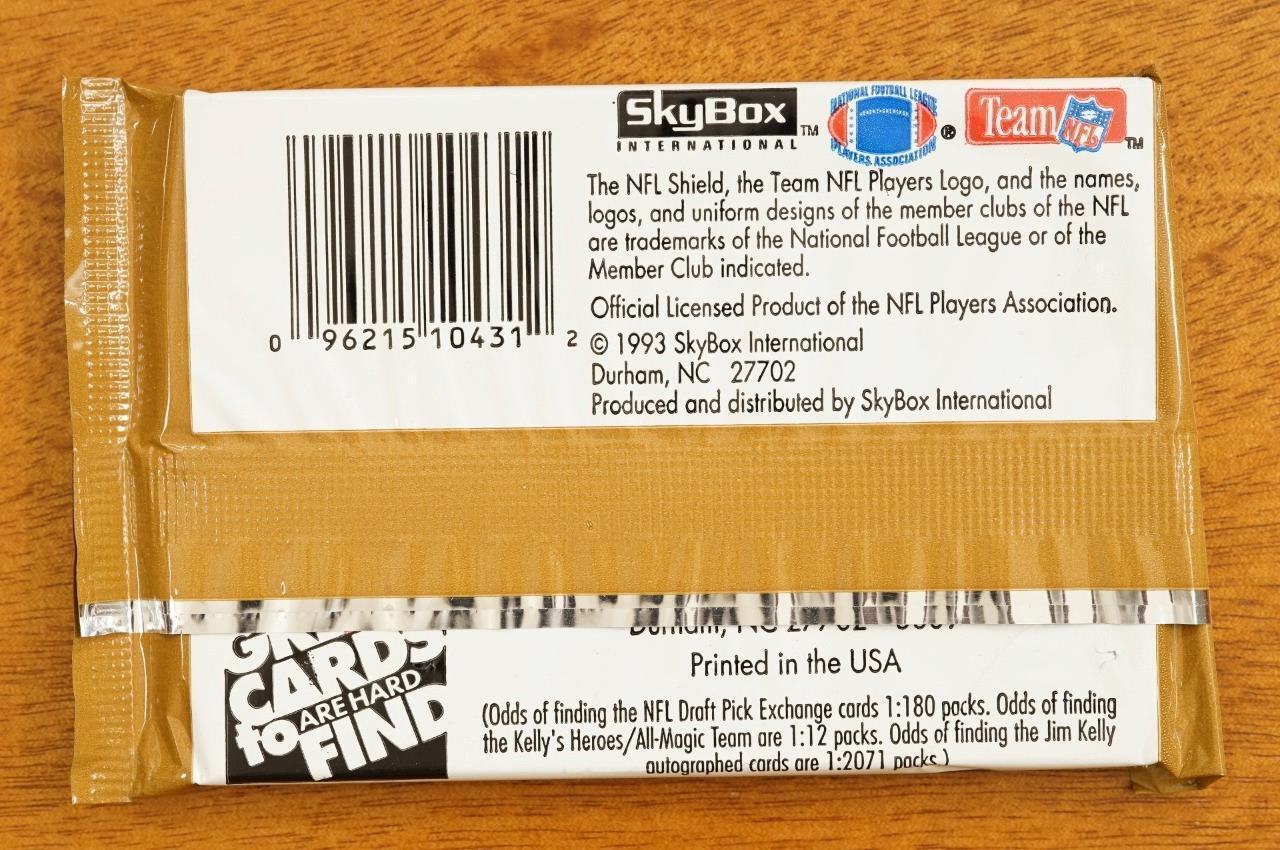 SkyBox TM
INTERNATIONAL
NATIONAL FOOTBALL LEAGUE
PLAYERS ASSOCIATION
®
Team NFL TM
The NFL Shield, the Team NFL Players Logo, and the names,
logos, and uniform designs of the member clubs of the NFL
are trademarks of the National Football League or of the
Member Club indicated.
Official Licensed Product of the NFL Players Association.
0 96215 10431 2
© 1993 SkyBox International
Durham, NC 27702
Produced and distributed by SkyBox International
CARDS
ARE HARD
to FIND
Durham, NC 27702
Printed in the USA
(Odds of finding the NFL Draft Pick Exchange cards 1:180 packs. Odds of finding
the Kelly's Heroes/All-Magic Team are 1:12 packs. Odds of finding the Jim Kelly
autographed cards are 1:2071 packs.)